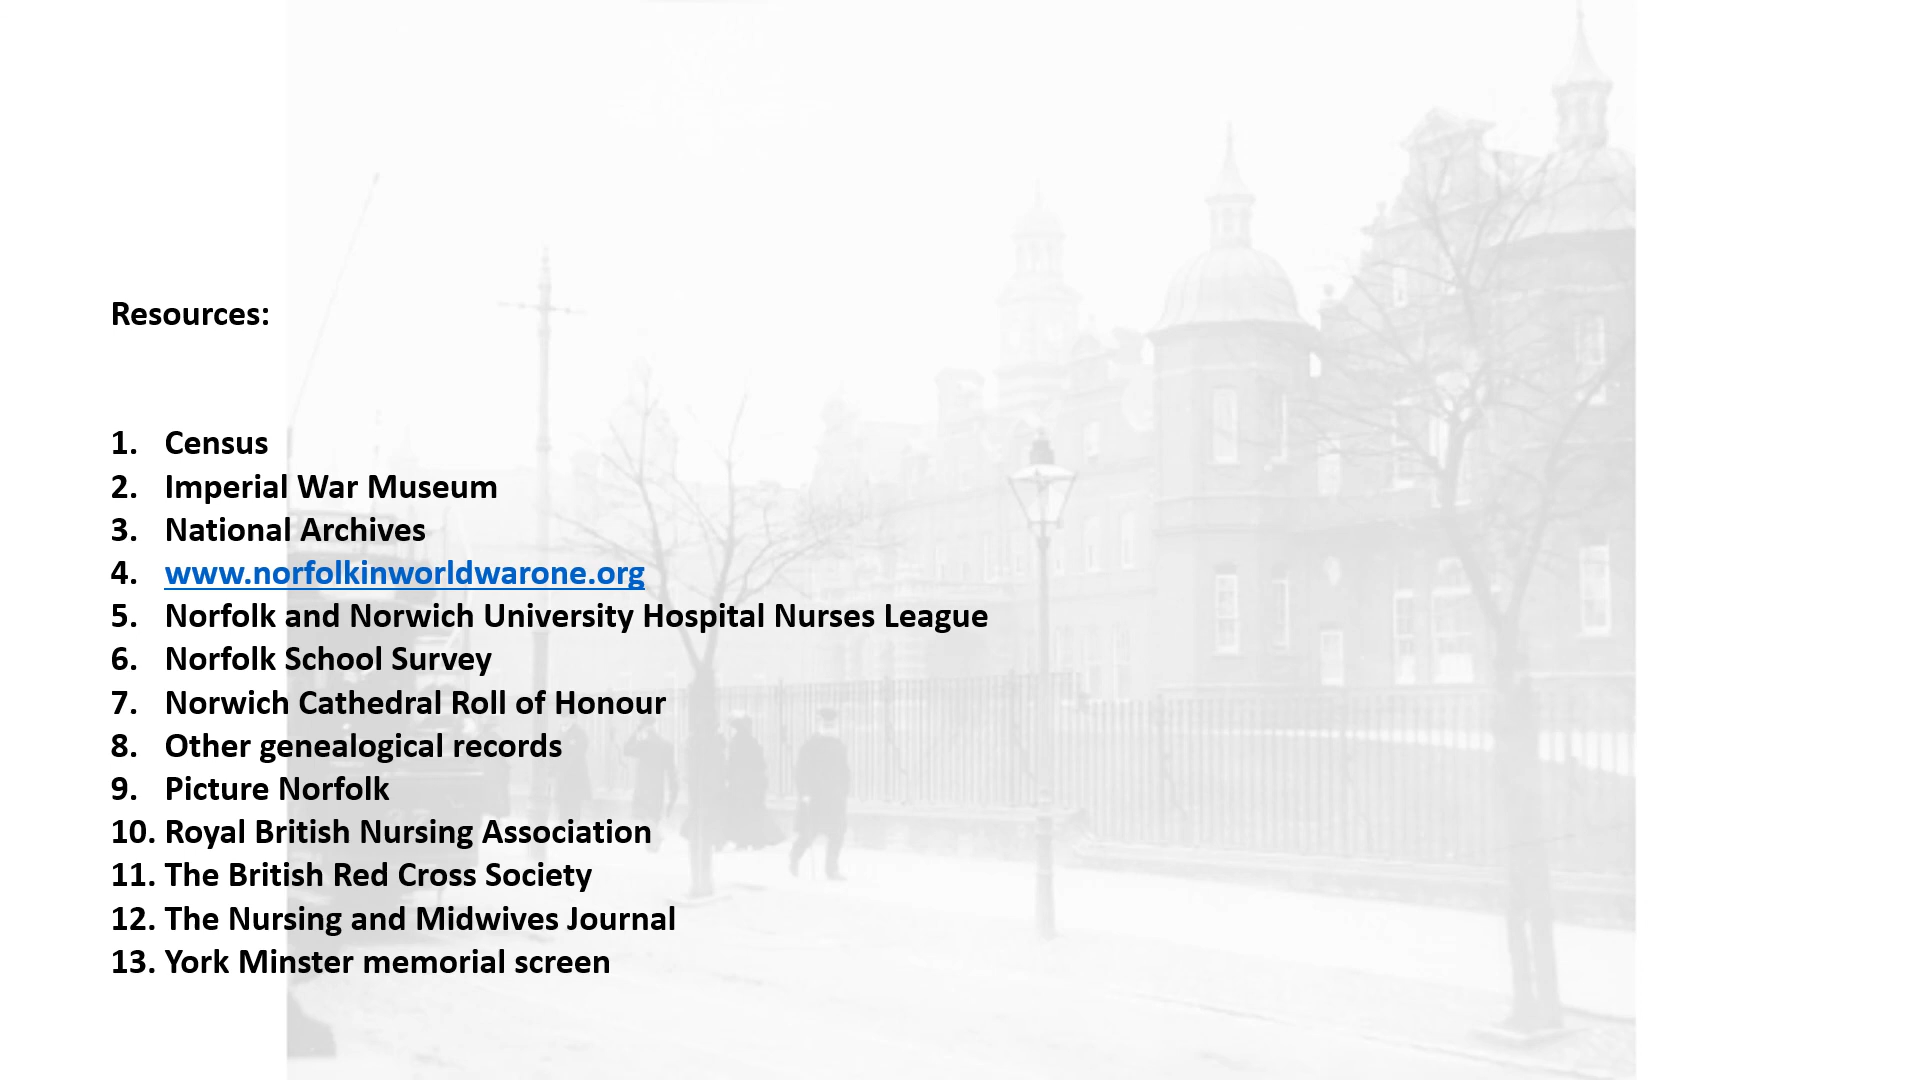 Resources:
1. Census
2. Imperial War Museum
3. National Archives
4. www.norfolkinworldwarone.org
5. Norfolk and Norwich University Hospital Nurses League
6. Norfolk School Survey
7. Norwich Cathedral Roll of Honour
8. Other genealogical records
9. Picture Norfolk
10. Royal British Nursing Association
11. The British Red Cross Society
12. The Nursing and Midwives Journal
13. York Minster memorial screen